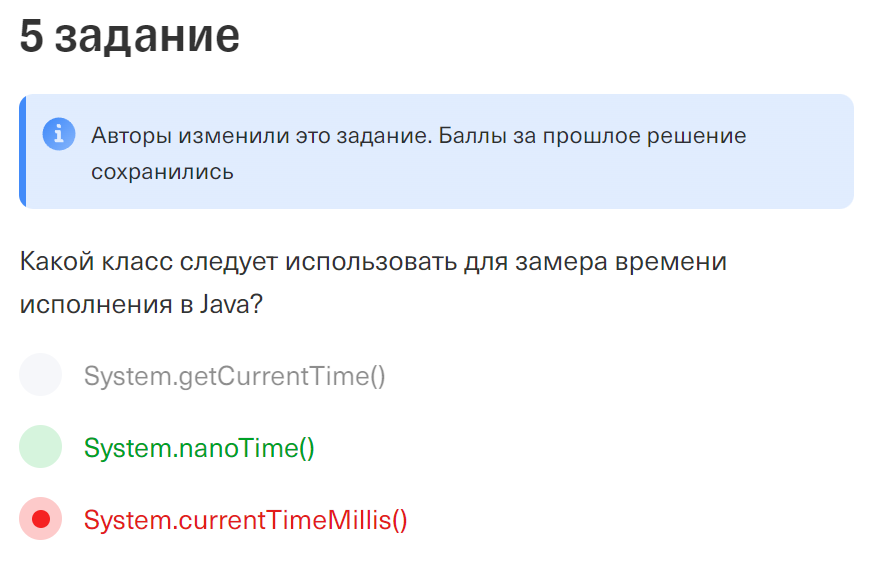 5 задание
Авторы изменили это задание. Баллы за прошлое решение
сохранились
Какой класс следует использовать для замера времени
исполнения в Java?
System.getCurrentTime()
System.nanoTime()
System.currentTimeMillis()